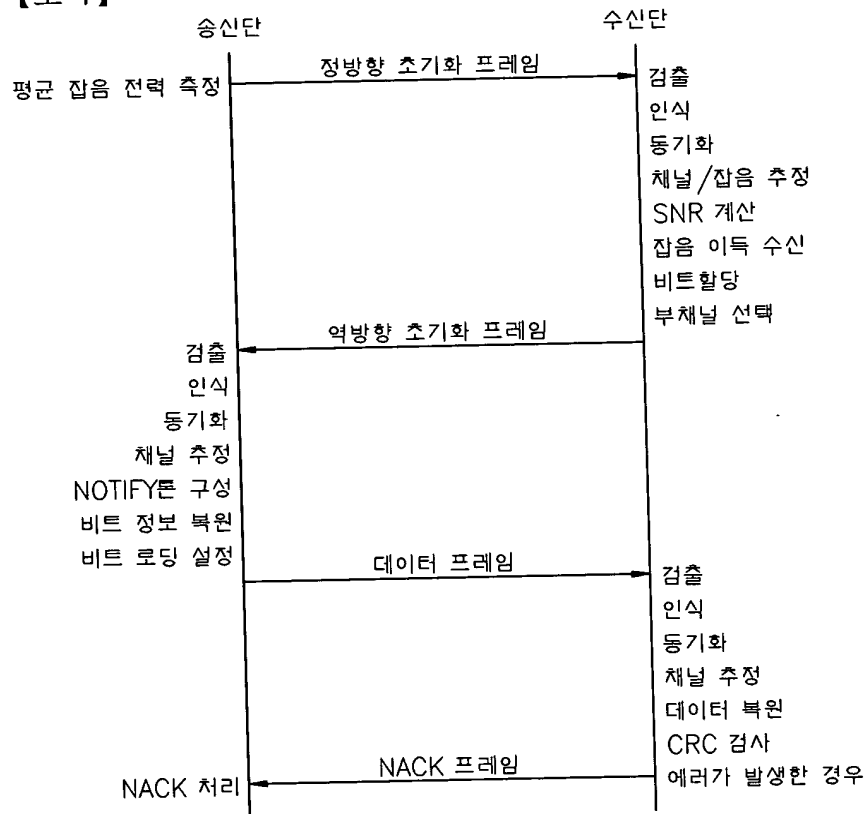 송신단
수신단
평균 잡음 전력 측정
정방향 초기화 프레임
검출
인식
동기화
채널/잡음 추정
SNR 계산
잡음 이득 수신
비트할당
부채널 선택
역방향 초기화 프레임
검출
인식
동기화
채널 추정
NOTIFY톤 구성
비트 정보 복원
비트 로딩 설정
데이터 프레임
검출
인식
동기화
채널 추정
데이터 복원
CRC 검사
에러가 발생한 경우
NACK 프레임
NACK 처리